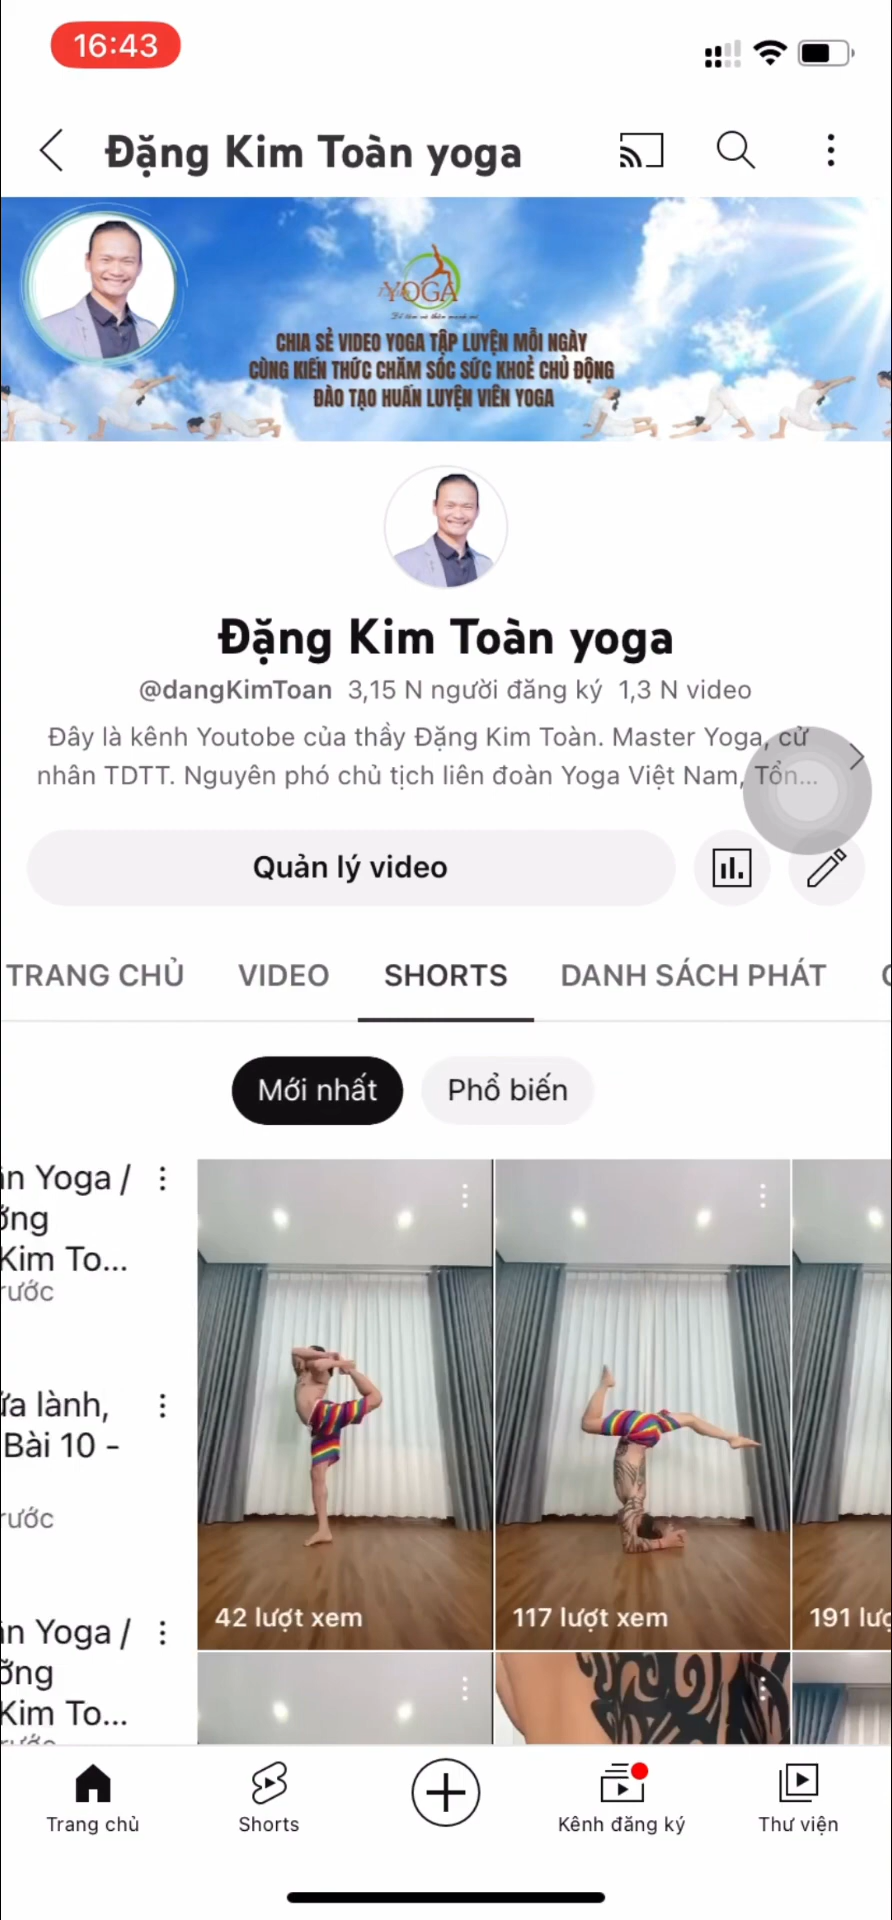 16:43
Đặng Kim Toàn yoga
YOGA
CHIA SẺ VIDEO YOGA TẬP LUYỆN MỖI NGÀY
CÙNG KIẾN THỨC CHĂM SÓC SỨC KHOẺ CHỦ ĐỘNG
ĐÀO TẠO HUẤN LUYỆN VIÊN YOGA
Đặng Kim Toàn yoga
@dangKimToan 3,15 N người đăng ký 1,3 N video
Đây là kênh Youtobe của thầy Đặng Kim Toàn. Master Yoga, cử
nhân TDTT. Nguyên phó chủ tịch liên đoàn Yoga Việt Nam, Tổn...
Quản lý video
TRANG CHỦ VIDEO SHORTS DANH SÁCH PHÁT
Mới nhất Phổ biến
Yoga /
Kim To...
lành,
Bài 10 -
Yoga /
Kim To...
42 lượt xem 117 lượt xem 191
Trang chủ Shorts Kênh đăng ký Thư viện